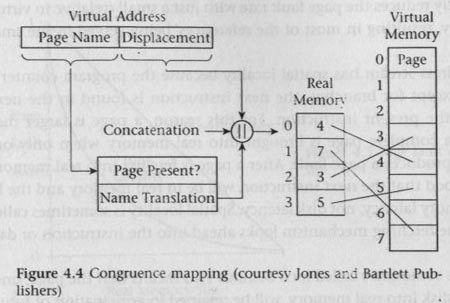 Virtual Address
Page Name Displacement
Virtual
Memory
0 Page
1
2
3
4
5
6
7
Real
Memory
0 4
1 7
2 3
3 5
Concatenation
||
Page Present?
Name Translation
Figure 4.4 Congruence mapping (courtesy Jones and Bartlett Pub-
lishers)